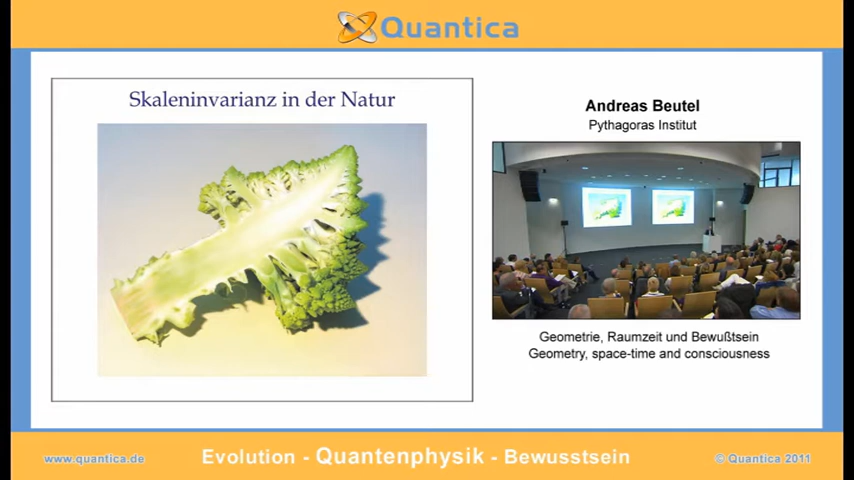 Quantica
Skaleninvarianz in der Natur
Andreas Beutel
Pythagoras Institut
Geometrie, Raumzeit und Bewußtsein
Geometry, space-time and consciousness
www.quantica.de
Evolution - Quantenphysik - Bewusstsein
© Quantica 2011